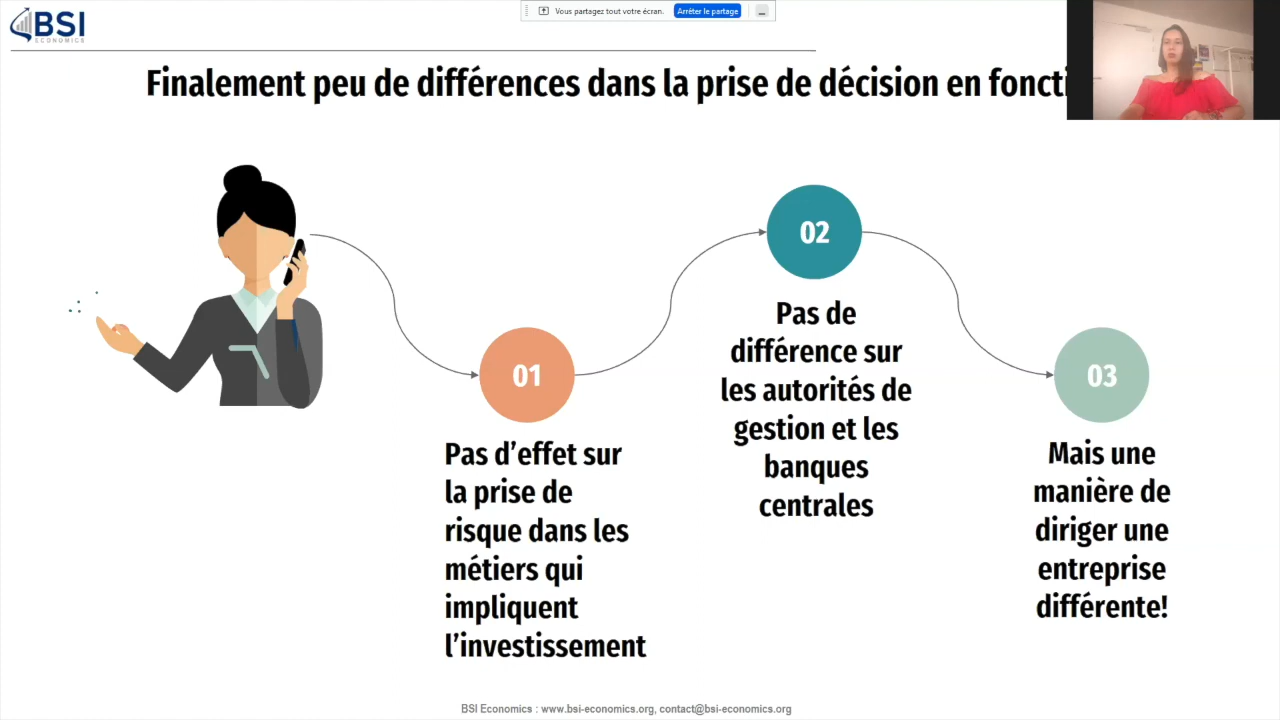 BSI
ECONOMICS
Vous partagez tout votre écran.
Arrêter le partage
Finalement peu de différences dans la prise de décision en foncti
01
Pas d’effet sur
la prise de
risque dans les
métiers qui
impliquent
l’investissement
02
Pas de
différence sur
les autorités de
gestion et les
banques
centrales
03
Mais une
manière de
diriger une
entreprise
différente!
BSI Economics : www.bsi-economics.org, contact@bsi-economics.org